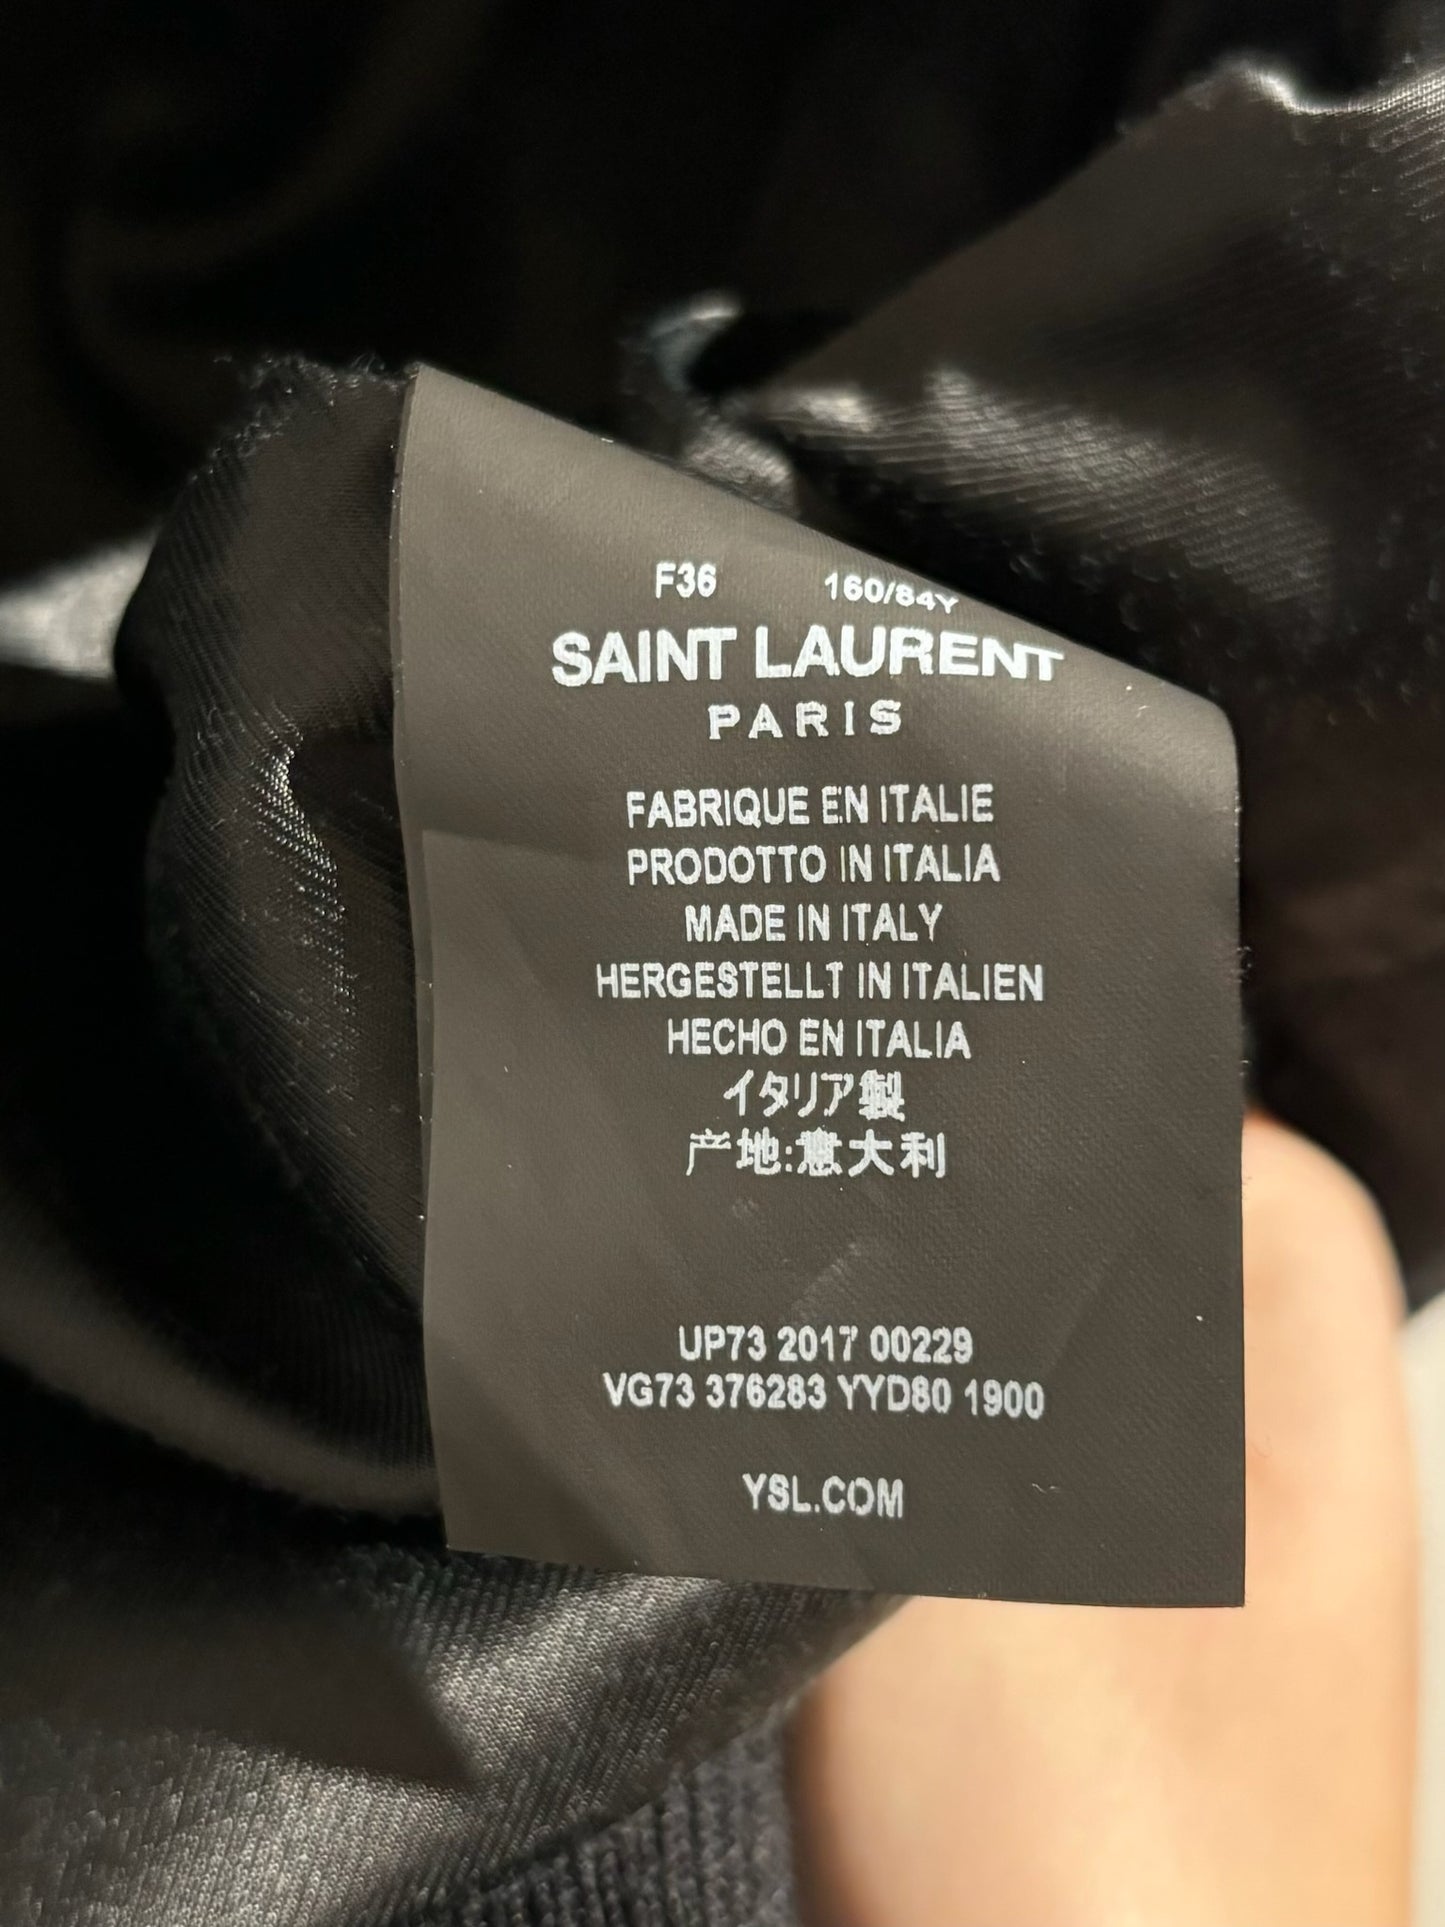 F36 160/84Y
SAINT LAURENT
PARIS
FABRIQUE EN ITALIE
PRODOTTO IN ITALIA
MADE IN ITALY
HERGESTELLT IN ITALIEN
HECHO EN ITALIA
イタリア製
产地:意大利
UP73 2017 00229
VG73 376283 YYD80 1900
YSL.COM